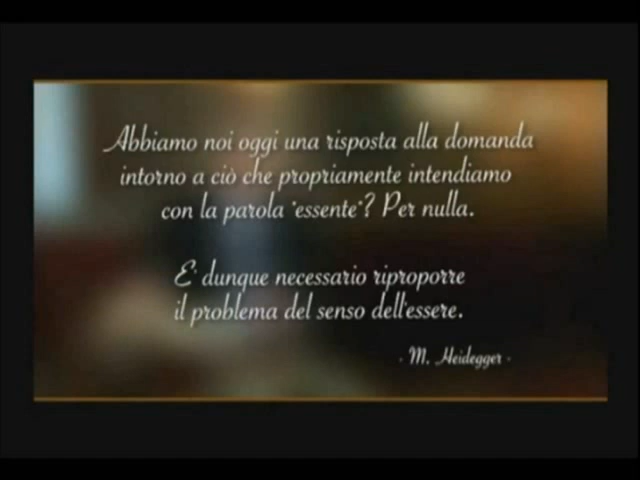 Abbiamo noi oggi una risposta alla domanda
intorno a ciò che propriamente intendiamo
con la parola "essente"? Per nulla.
E' dunque necessario riproporre
il problema del senso dell'essere.
- M. Heidegger -